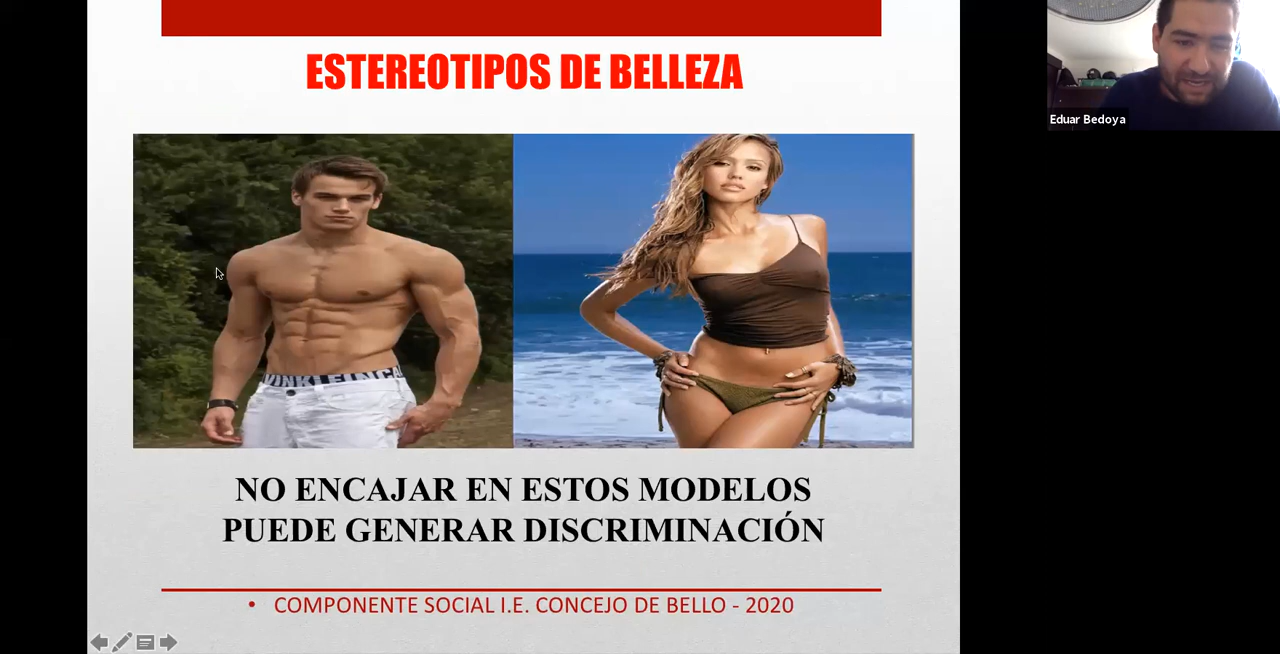 ESTEREOTIPOS DE BELLEZA
Eduar Bedoya
NO ENCAJAR EN ESTOS MODELOS
PUEDE GENERAR DISCRIMINACIÓN
• COMPONENTE SOCIAL I.E. CONCEJO DE BELLO - 2020